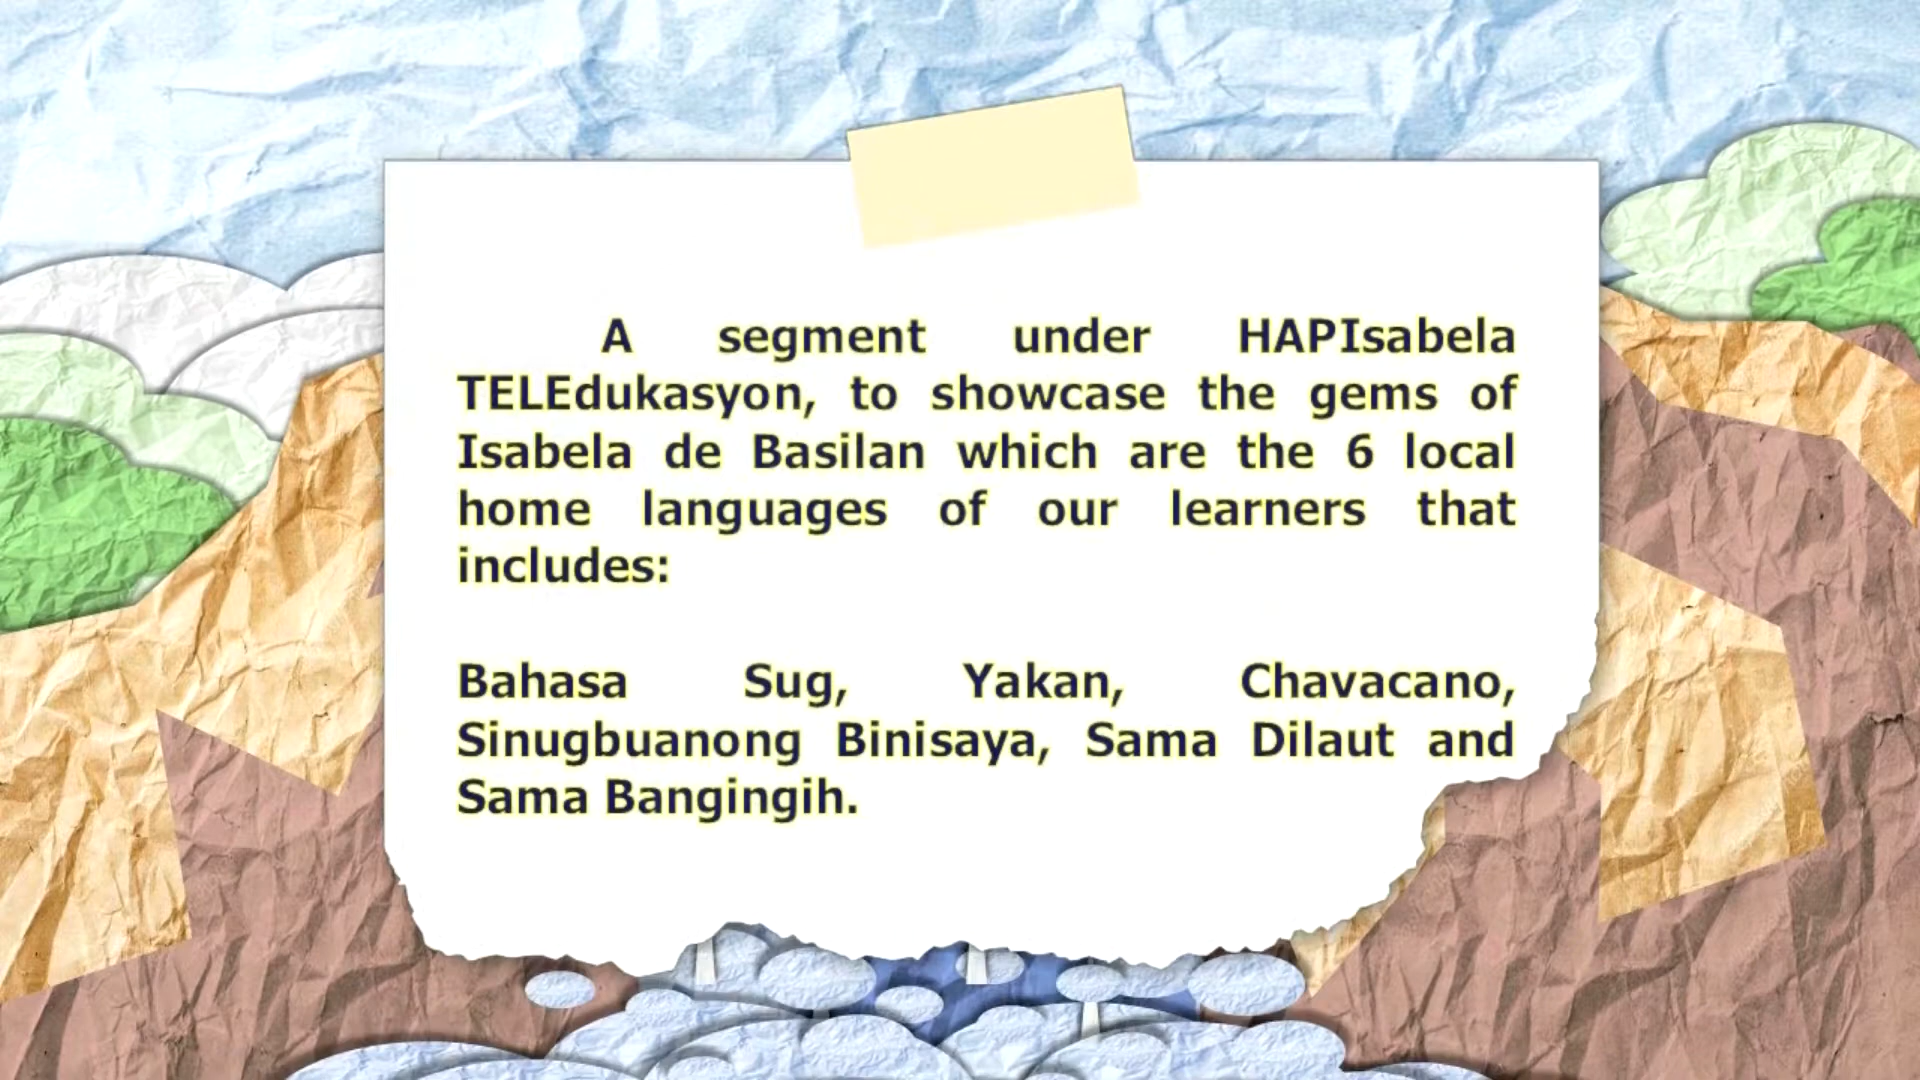 A segment under HAPIsabela
TELEdukasyon, to showcase the gems of
Isabela de Basilan which are the 6 local
home languages of our learners that
includes:
Bahasa Sug, Yakan, Chavacano,
Sinugbuanong Binisaya, Sama Dilaut and
Sama Bangingih.